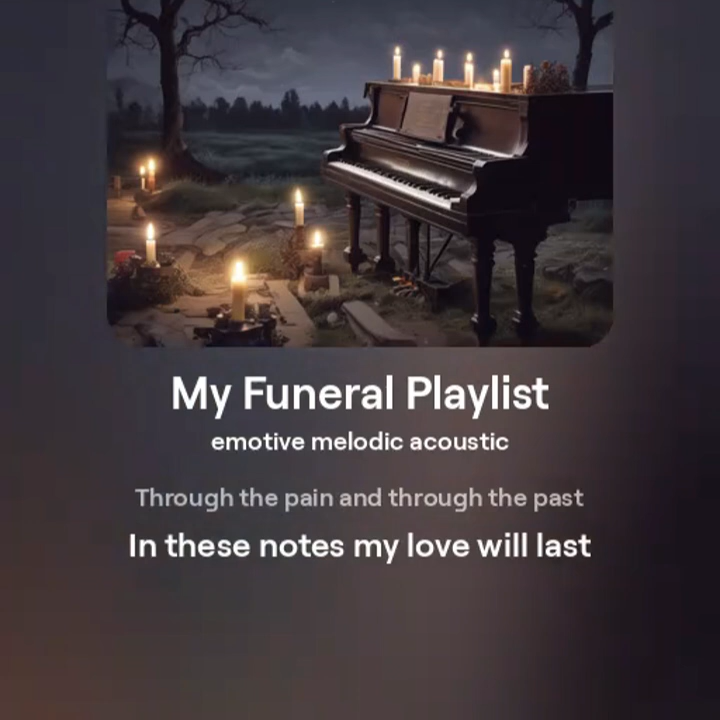 My Funeral Playlist
emotive melodic acoustic
Through the pain and through the past
In these notes my love will last